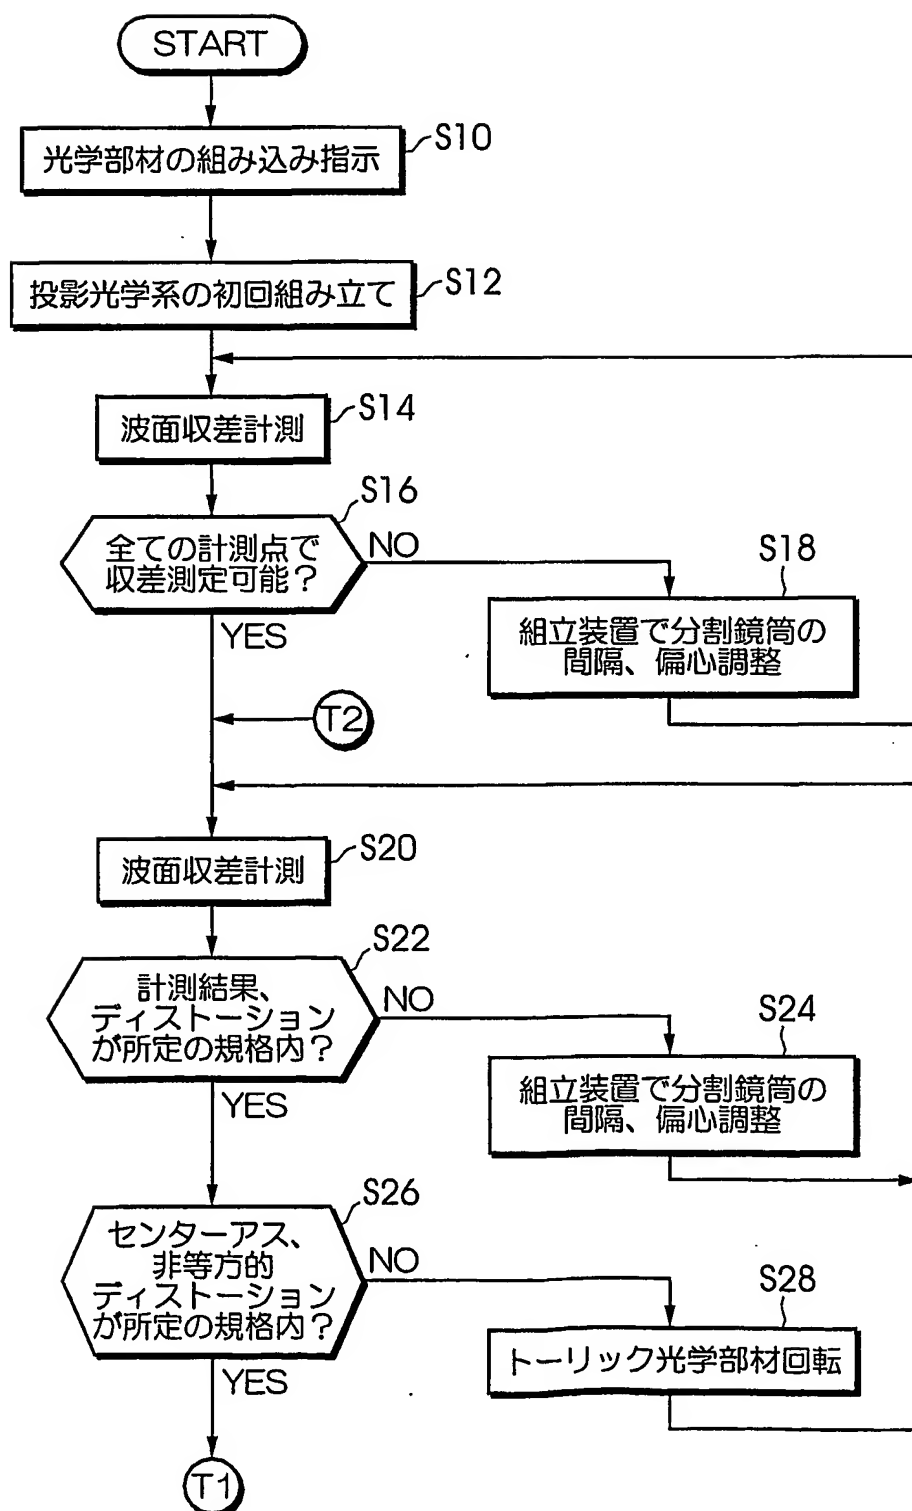 START
S10
光学部材の組み込み指示
S12
投影光学系の初回組み立て
S14
波面収差計測
S16
全ての計測点で
収差測定可能?
NO
YES
S18
組立装置で分割鏡筒の
間隔、偏心調整
T2
S20
波面収差計測
S22
計測結果、
ディストーション
が所定の規格内?
NO
YES
S24
組立装置で分割鏡筒の
間隔、偏心調整
S26
センターアス、
非等方的
ディストーション
が所定の規格内?
NO
YES
S28
トーリック光学部材回転
T1